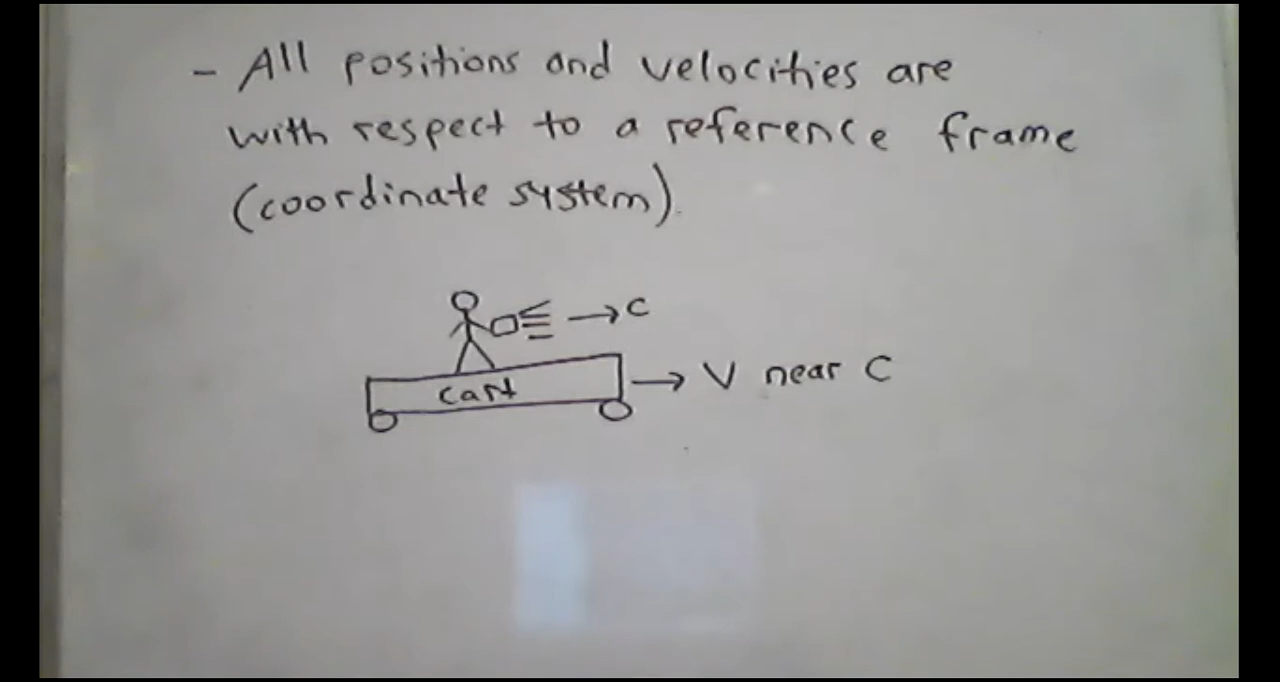 - All positions and velocities are
with respect to a reference frame
(coordinate system).
→ c
cart → V near C